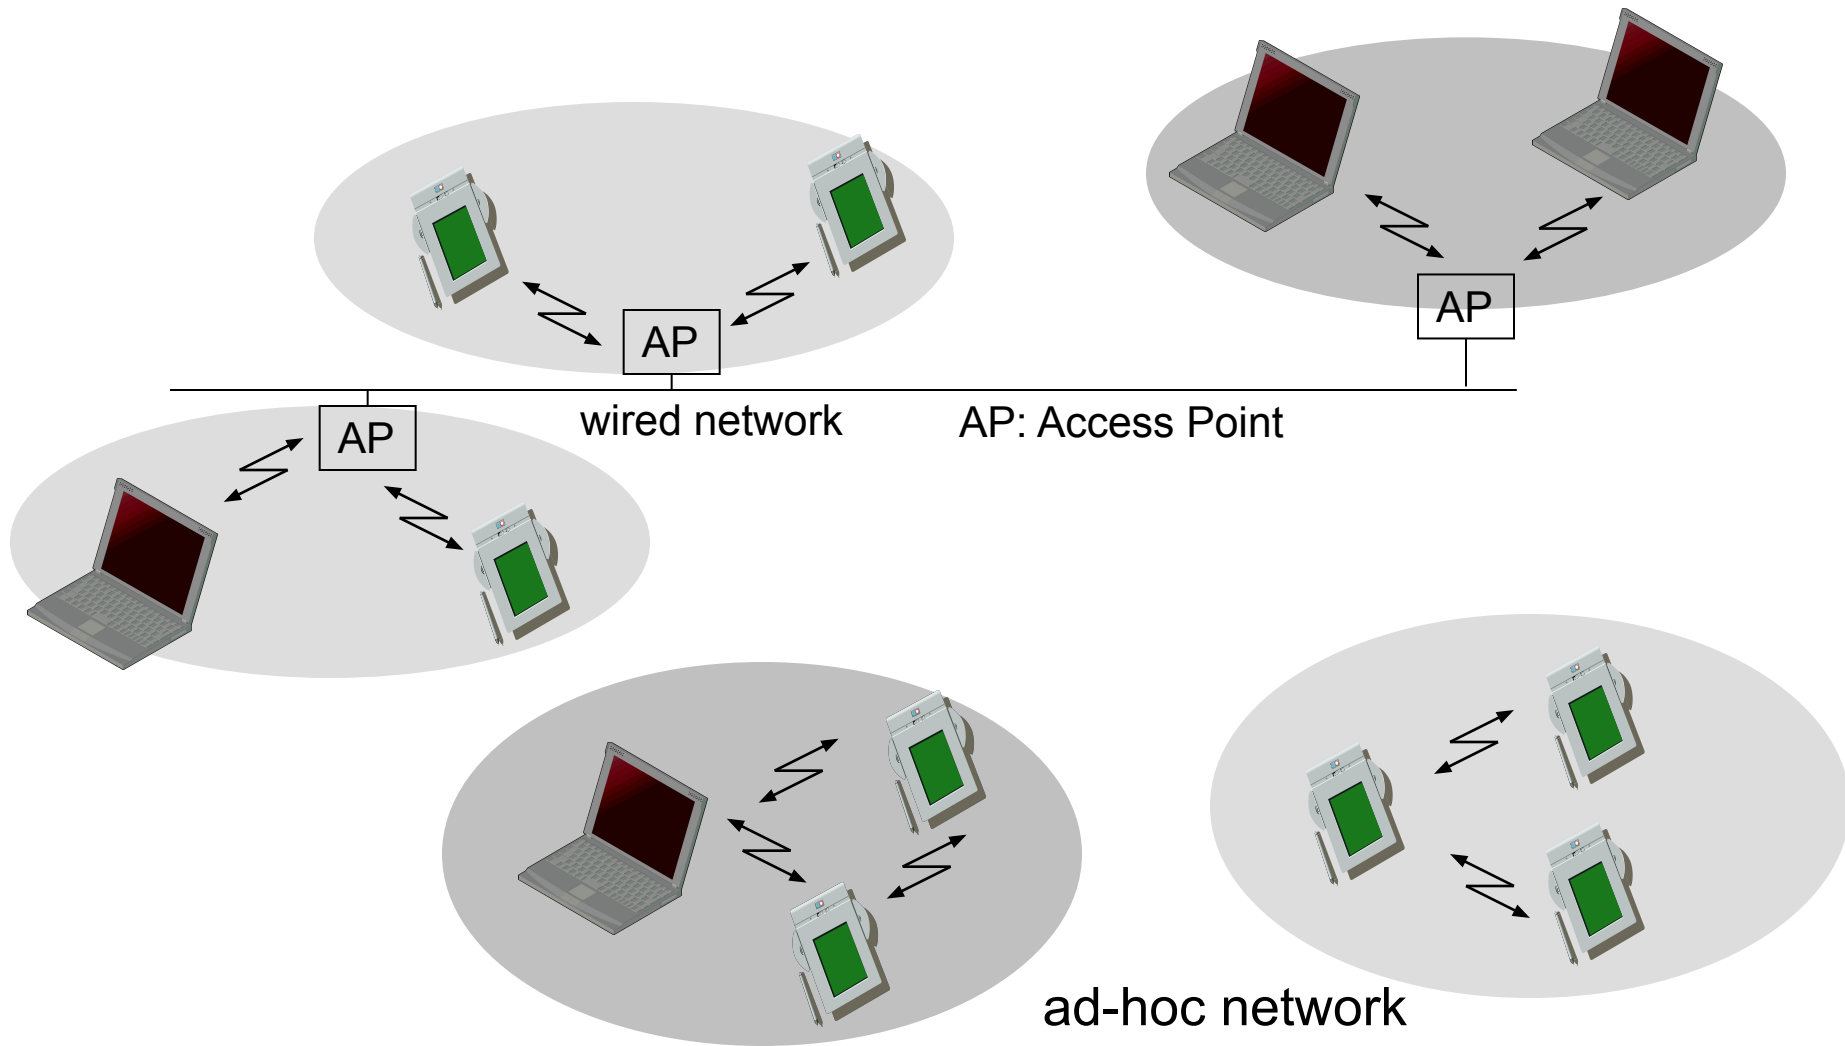 AP
AP
AP
wired network
AP: Access Point
ad-hoc network